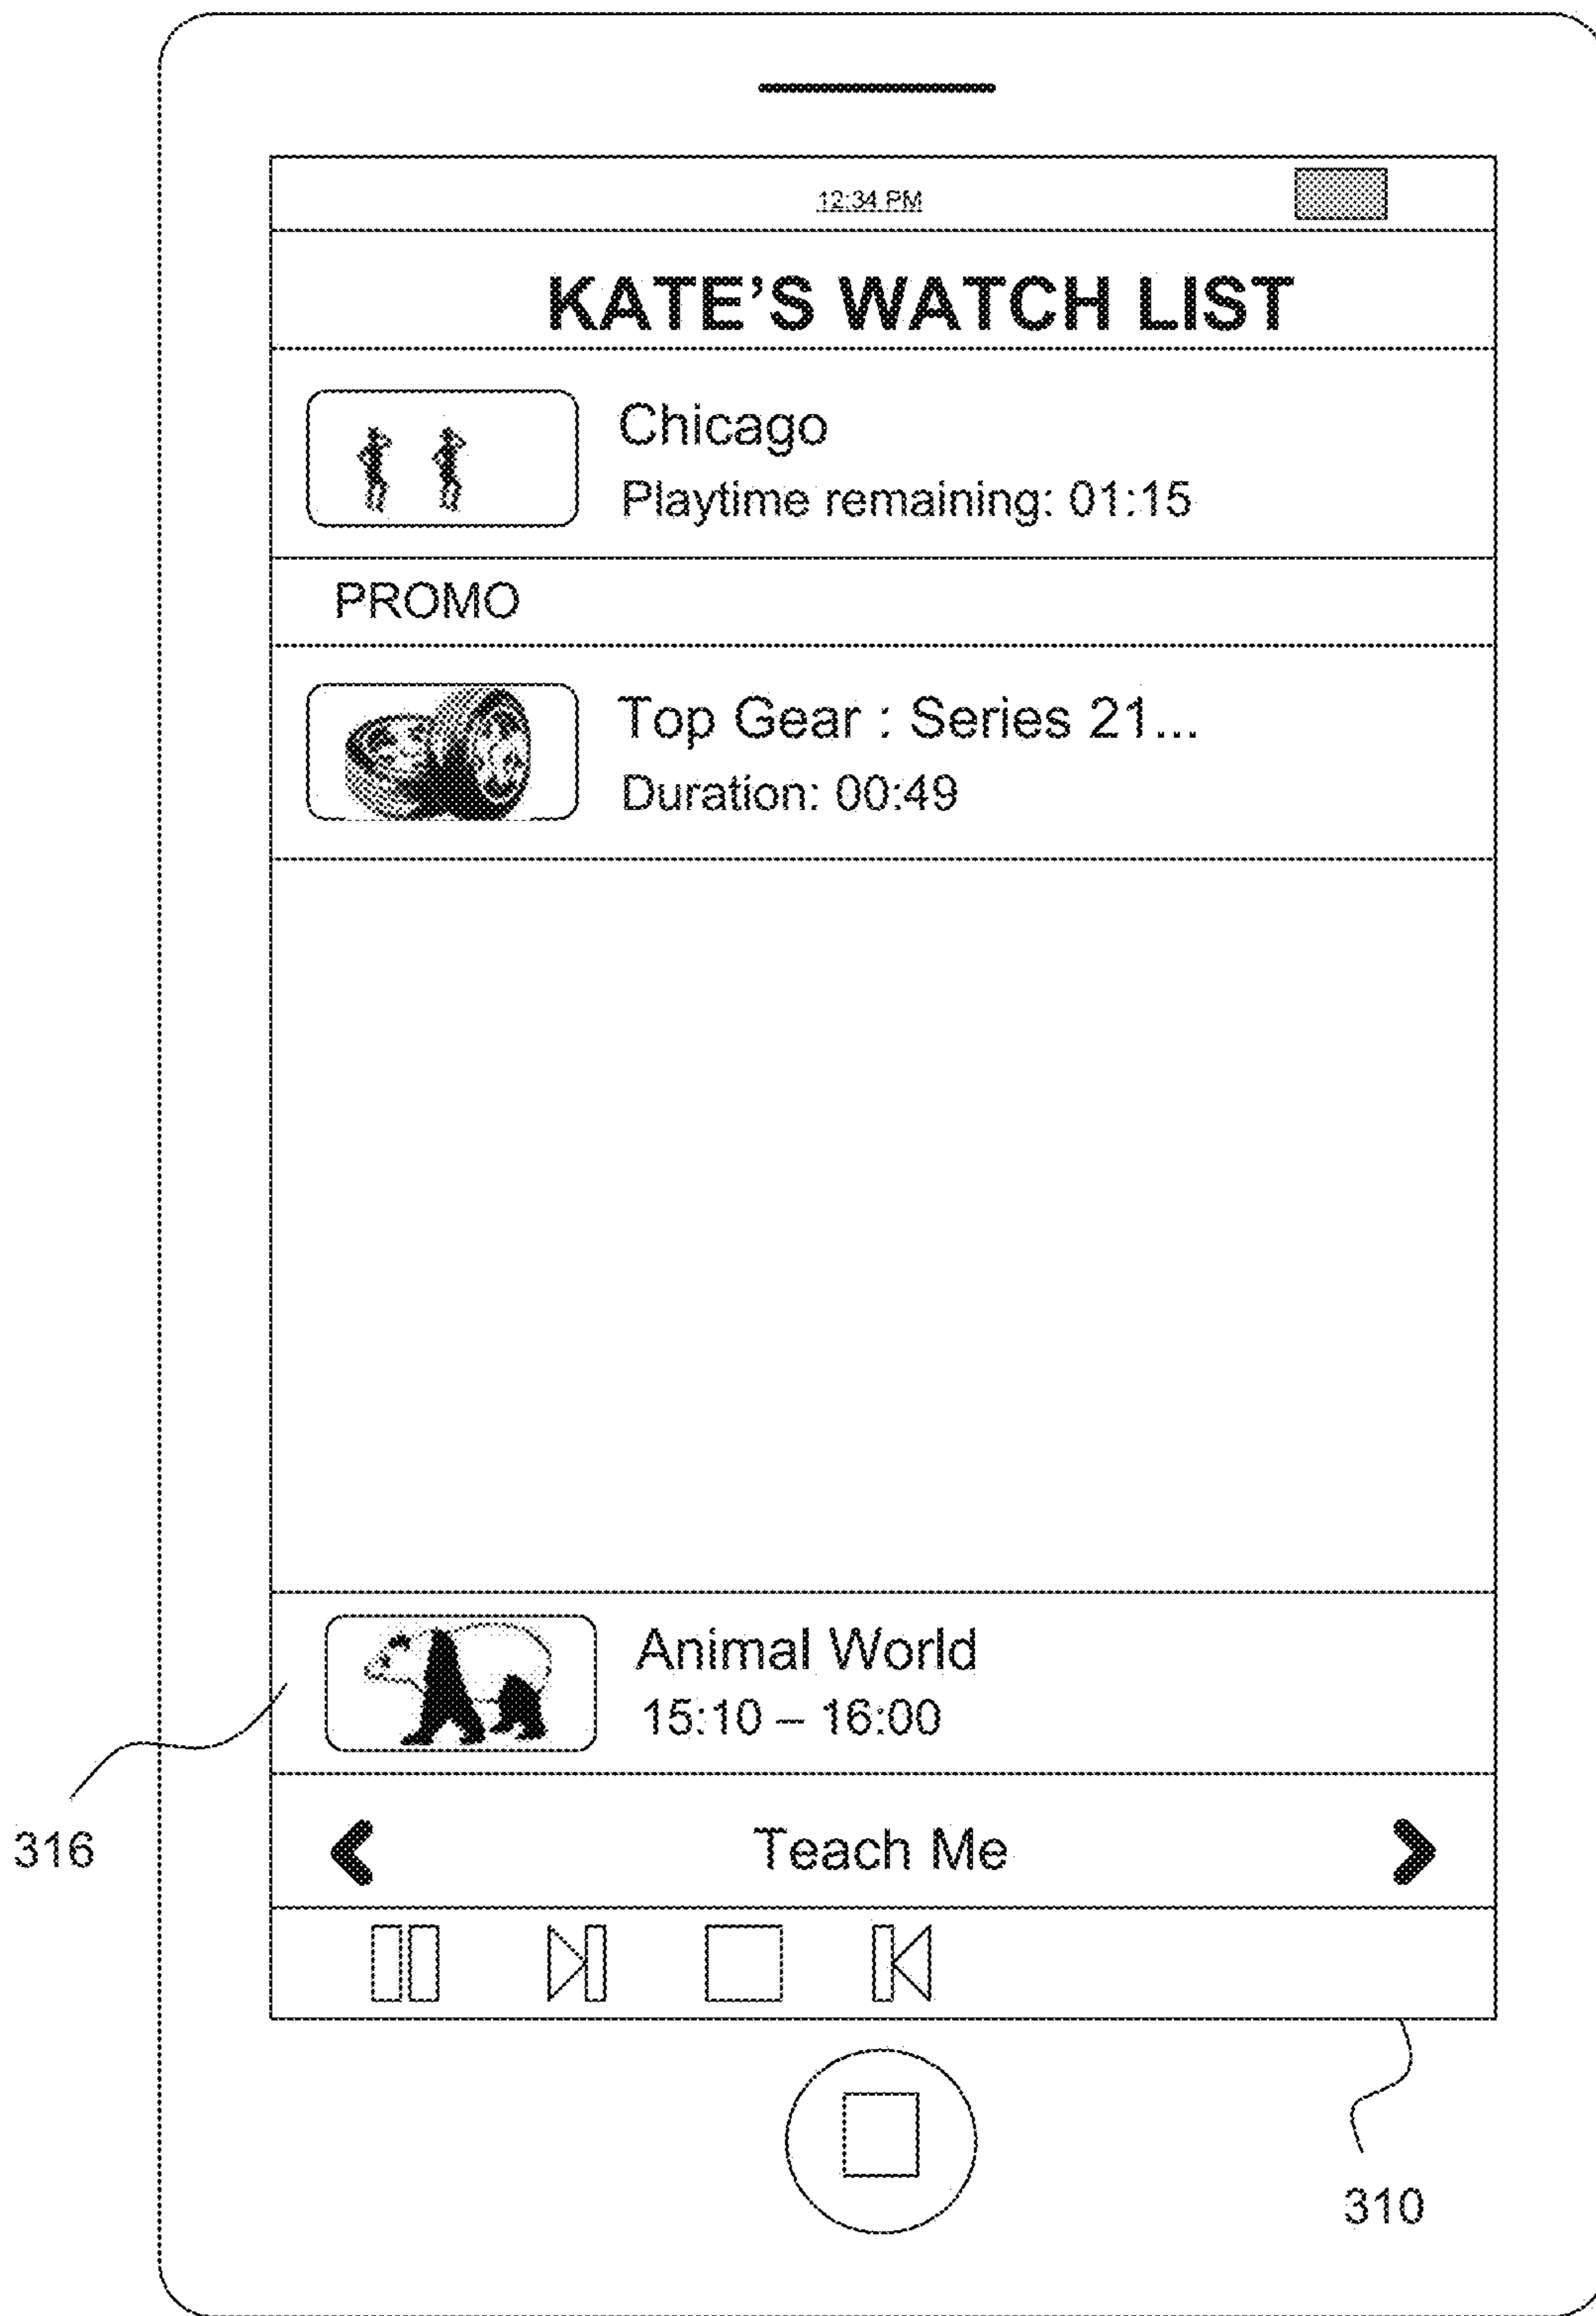 12:34 PM
KATE'S WATCH LIST
Chicago
Playtime remaining: 01:15
PROMO
Top Gear : Series 21...
Duration: 00:49
Animal World
15:10 – 16:00
316
Teach Me
310